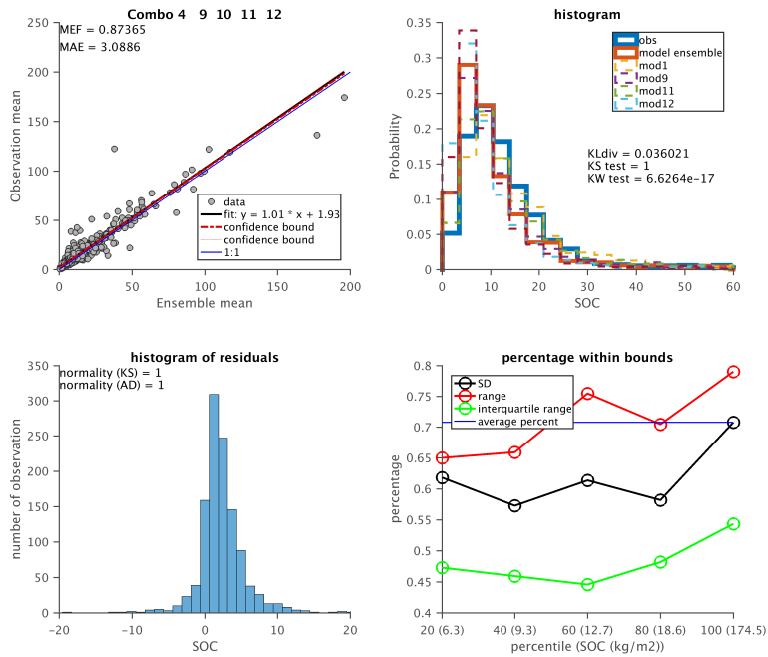 Combo 4 9 10 11 12
MEF = 0.87365
MAE = 3.0886
250
200
150
100
50
0
Observation mean
0 50 100 150 200
Ensemble mean
data
fit: y = 1.01 * x + 1.93
confidence bound
confidence bound
1:1
histogram
0.35
0.3
0.25
0.2
0.15
0.1
0.05
0
Probability
0 10 20 30 40 50 60
SOC
obs
model ensemble
mod1
mod9
mod11
mod12
KLdiv = 0.036021
KS test = 1
KW test = 6.6264e-17
histogram of residuals
normality (KS) = 1
normality (AD) = 1
350
300
250
200
150
100
50
0
number of observation
-20 -10 0 10 20
SOC
percentage within bounds
0.8
0.75
0.7
0.65
0.6
0.55
0.5
0.45
0.4
percentage
SD
range
interquartile range
average percent
20 (6.3) 40 (9.3) 60 (12.7) 80 (18.6) 100 (174.5)
percentile (SOC (kg/m2))